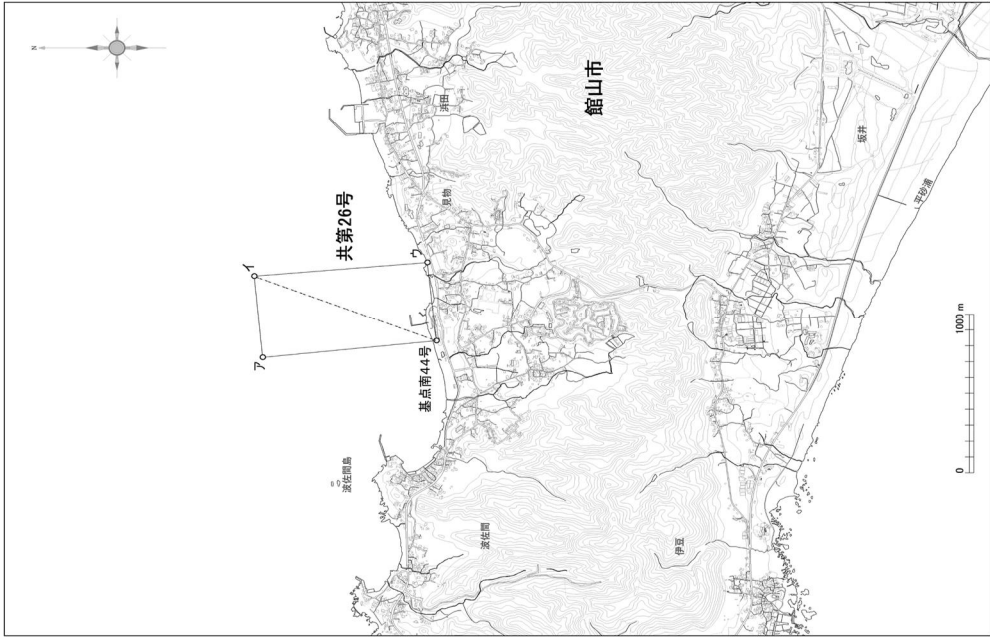 N
館山市
浜田
共第26号
見物
坂井
平砂浦
イ
ウ
ア
基点南44号
波佐間島
波佐間
伊豆
0
1000 m